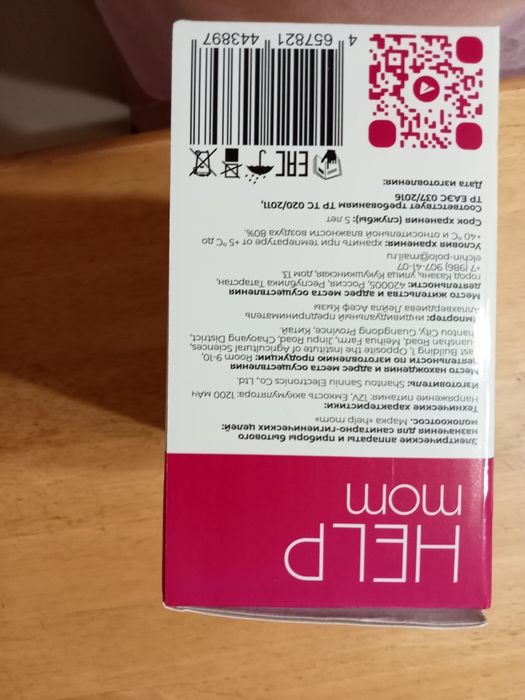 HELP
mom
Электрические аппараты и приборы бытового
назначения для санитарно-гигиенических целей:
молокоотсос. Марка «help mom»
Технические характеристики:
Напряжение питания: 12V, Емкость аккумулятора: 1200 мАч
Изготовитель: Shantou Sanniu Electronics Co., Ltd.
Место нахождения и адрес места осуществления
деятельности по изготовлению продукции: Room 9-10,
East Building 1, Opposite the Institute of Agricultural Sciences,
Road, Meihua Farm, Jinpu Road, Chaoyang District,
Shantou City, Guangdong Province, Китай.
Импортер: индивидуальный предприниматель
Аллахвердиева Лейла Асеф Кызы
Место жительства и адрес места осуществления
деятельности: 420005, Россия, Республика Татарстан,
город Казань, улица Кукушкинская, дом, 13.
+7 (986) 907-41-07
elchin-polo@mail.ru
Условия хранения: хранить при температуре от +5° до
+40°С и относительной влажности воздуха 80%.
Срок хранения (службы): 5 лет
Соответствует требованиям ТР ТС 020/2011,
ТР ЕАЭС 037/2016
Дата изготовления:
EAC
4 657821 443897